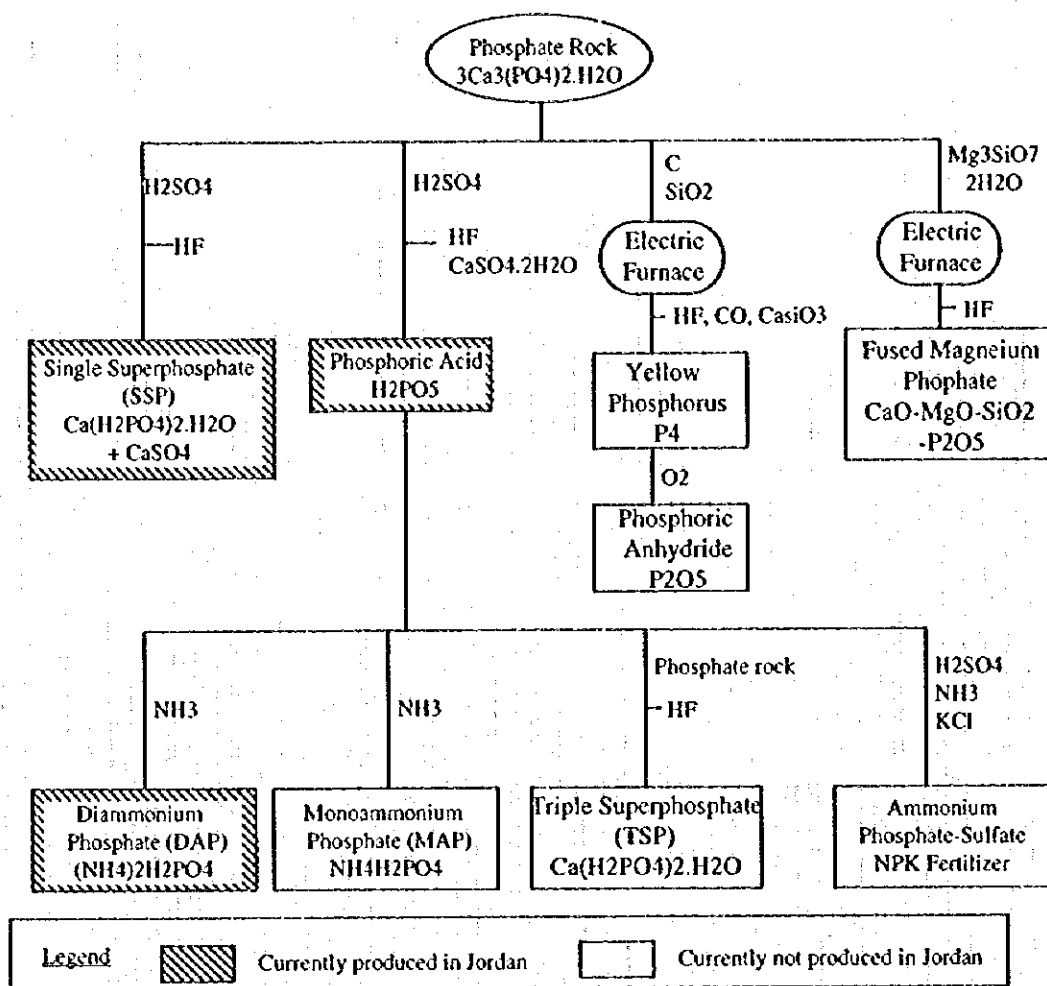 Phosphate Rock
3Ca3(PO4)2.H2O
H2SO4
HF
H2SO4
HF
CaSO4.2H2O
C
SiO2
Electric
Furnace
HF, CO, CasiO3
Mg3SiO7
2H2O
Electric
Furnace
HF
Single Superphosphate
(SSP)
Ca(H2PO4)2.H2O
+ CaSO4
Phosphoric Acid
H2PO5
Yellow
Phosphorus
P4
O2
Phosphoric
Anhydride
P2O5
Fused Magneium
Phophate
CaO-MgO-SiO2
-P2O5
NH3
NH3
Phosphate rock
HF
H2SO4
NH3
KCl
Diammonium
Phosphate (DAP)
(NH4)2H2PO4
Monoammonium
Phosphate (MAP)
NH4H2PO4
Triple Superphosphate
(TSP)
Ca(H2PO4)2.H2O
Ammonium
Phosphate-Sulfate
NPK Fertilizer
Legend
Currently produced in Jordan
Currently not produced in Jordan